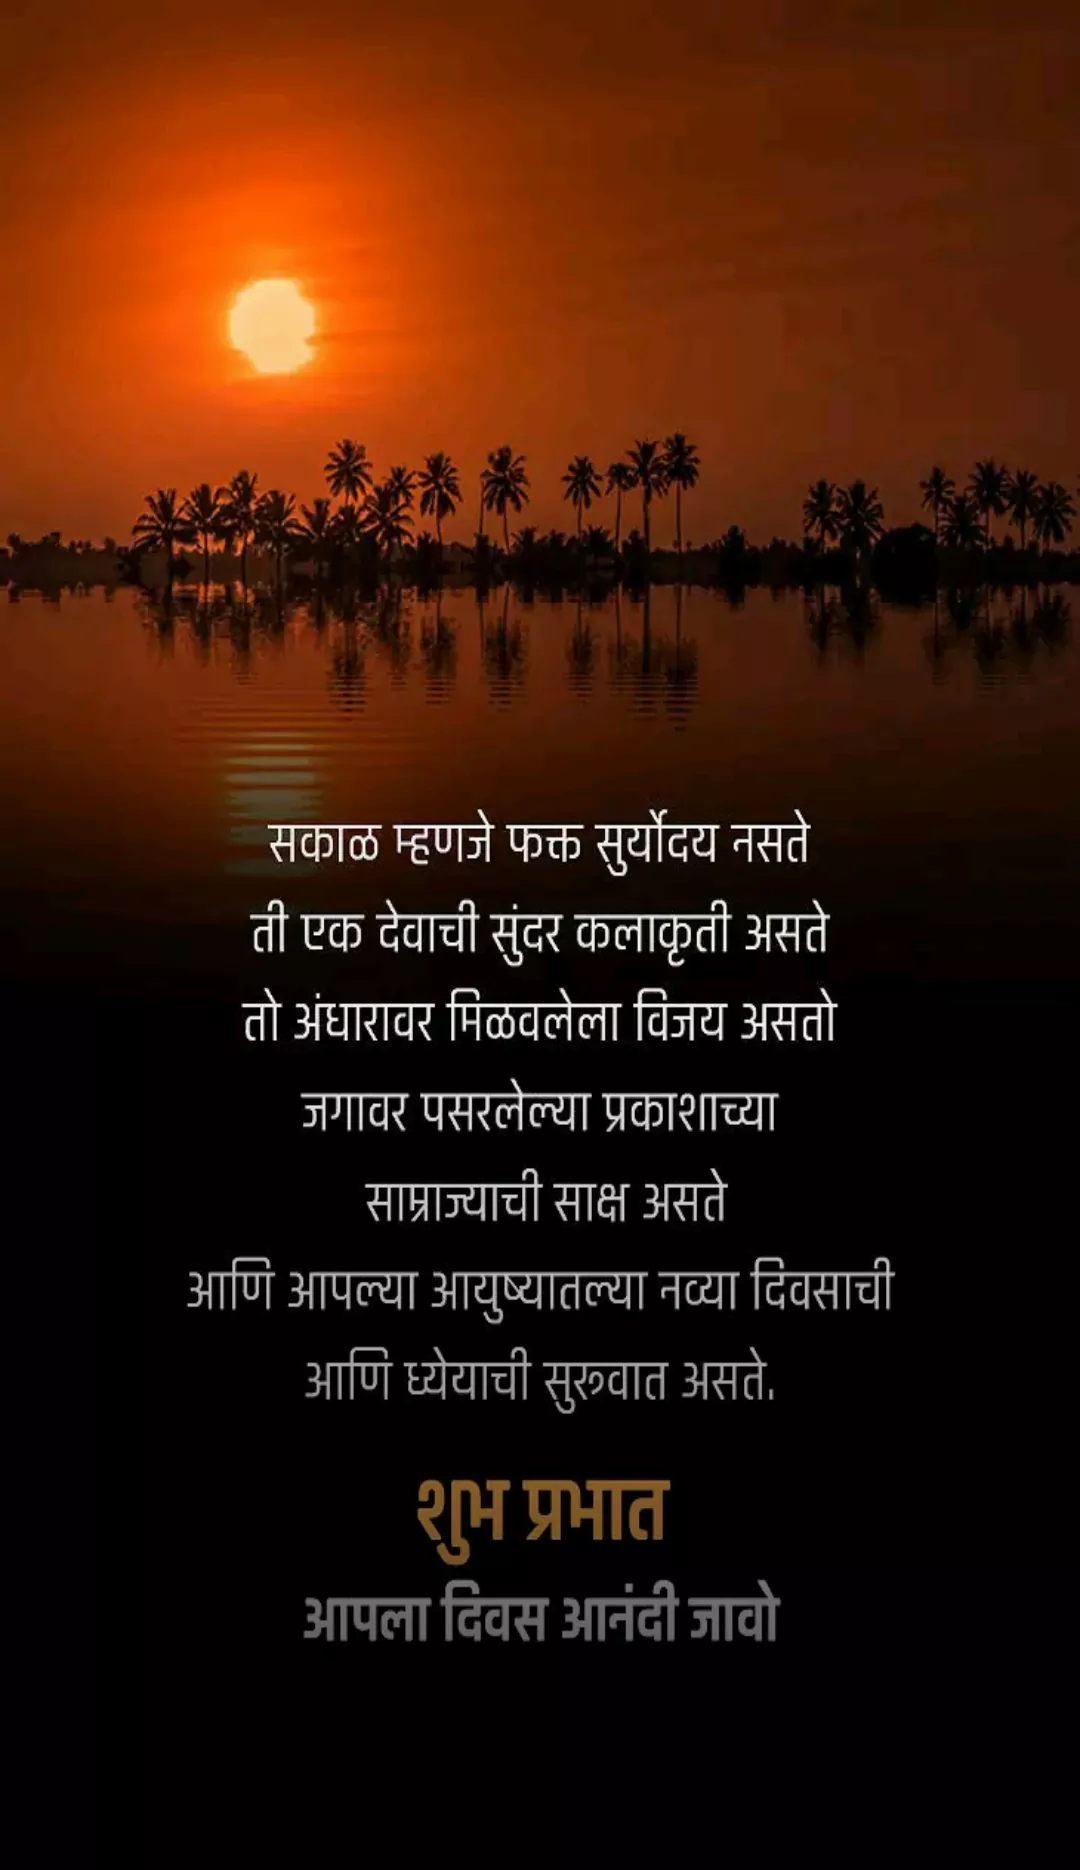 सकाळ म्हणजे फक्त सुर्योदय नसते
ती एक देवाची सुंदर कलाकृती असते
तो अंधारावर मिळवलेला विजय असतो
जगावर पसरलेल्या प्रकाशाच्या
साम्राज्याची साक्ष असते
आणि आपल्या आयुष्यातल्या नव्या दिवसाची
आणि ध्येयाची सुरूवात असते.
शुभ प्रभात
आपला दिवस आनंदी जावो